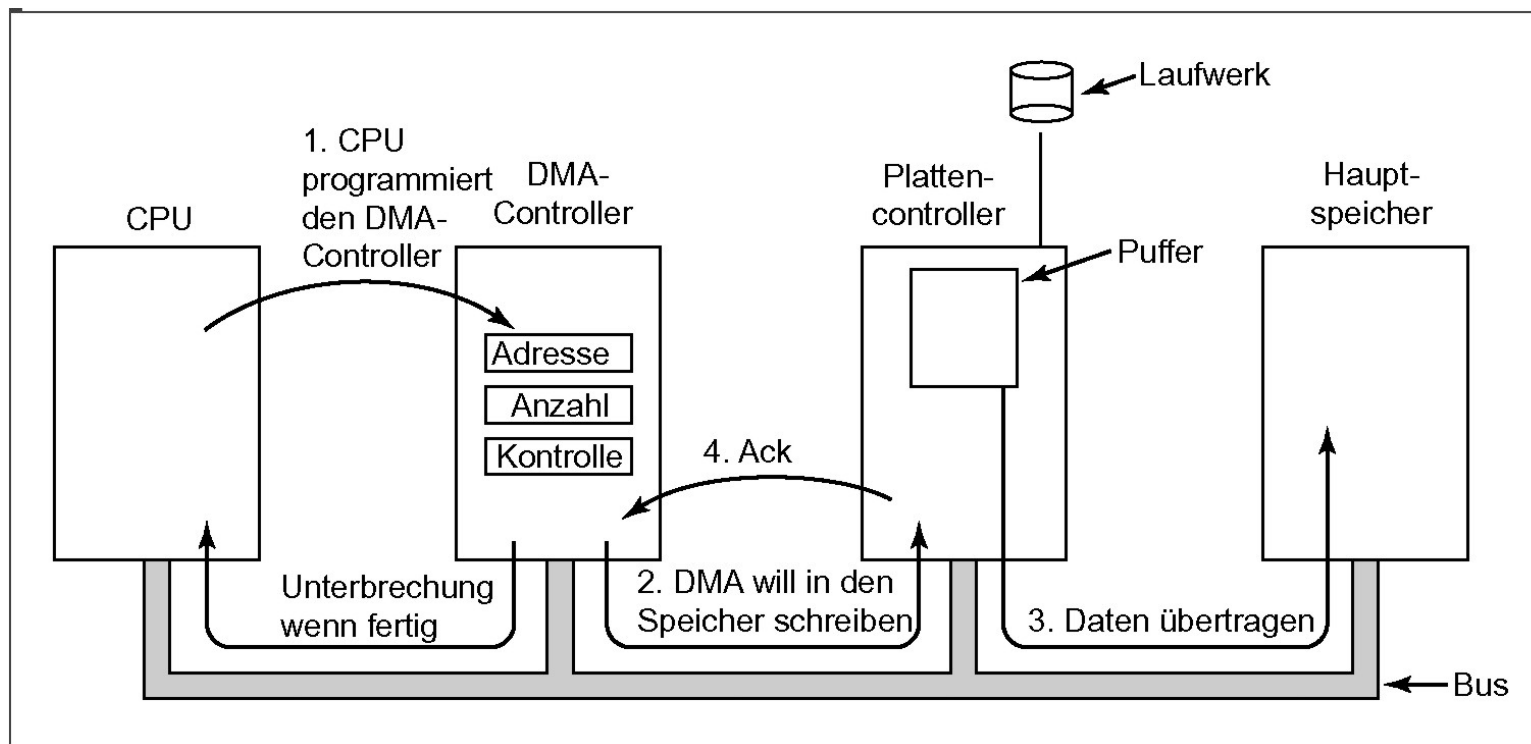 Laufwerk
1. CPU
programmiert
den DMA-
Controller
CPU
DMA-
Controller
Platten-
controller
Haupt-
speicher
Puffer
Adresse
Anzahl
Kontrolle
4. Ack
Unterbrechung
wenn fertig
2. DMA will in den
Speicher schreiben
3. Daten übertragen
Bus